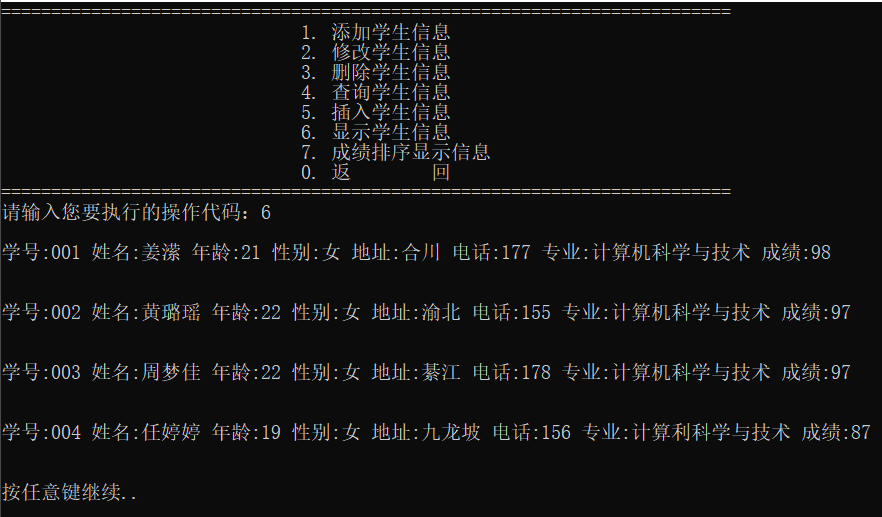 1. 添加学生信息
2. 修改学生信息
3. 删除学生信息
4. 查询学生信息
5. 插入学生信息
6. 显示学生信息
7. 成绩排序显示信息
0. 返 回
请输入您要执行的操作代码：6
学号:001 姓名:姜潆 年龄:21 性别:女 地址:合川 电话:177 专业:计算机科学与技术 成绩:98
学号:002 姓名:黄璐瑶 年龄:22 性别:女 地址:渝北 电话:155 专业:计算机科学与技术 成绩:97
学号:003 姓名:周梦佳 年龄:22 性别:女 地址:綦江 电话:178 专业:计算机科学与技术 成绩:97
学号:004 姓名:任婷婷 年龄:19 性别:女 地址:九龙坡 电话:156 专业:计算利科学与技术 成绩:87
按任意键继续..